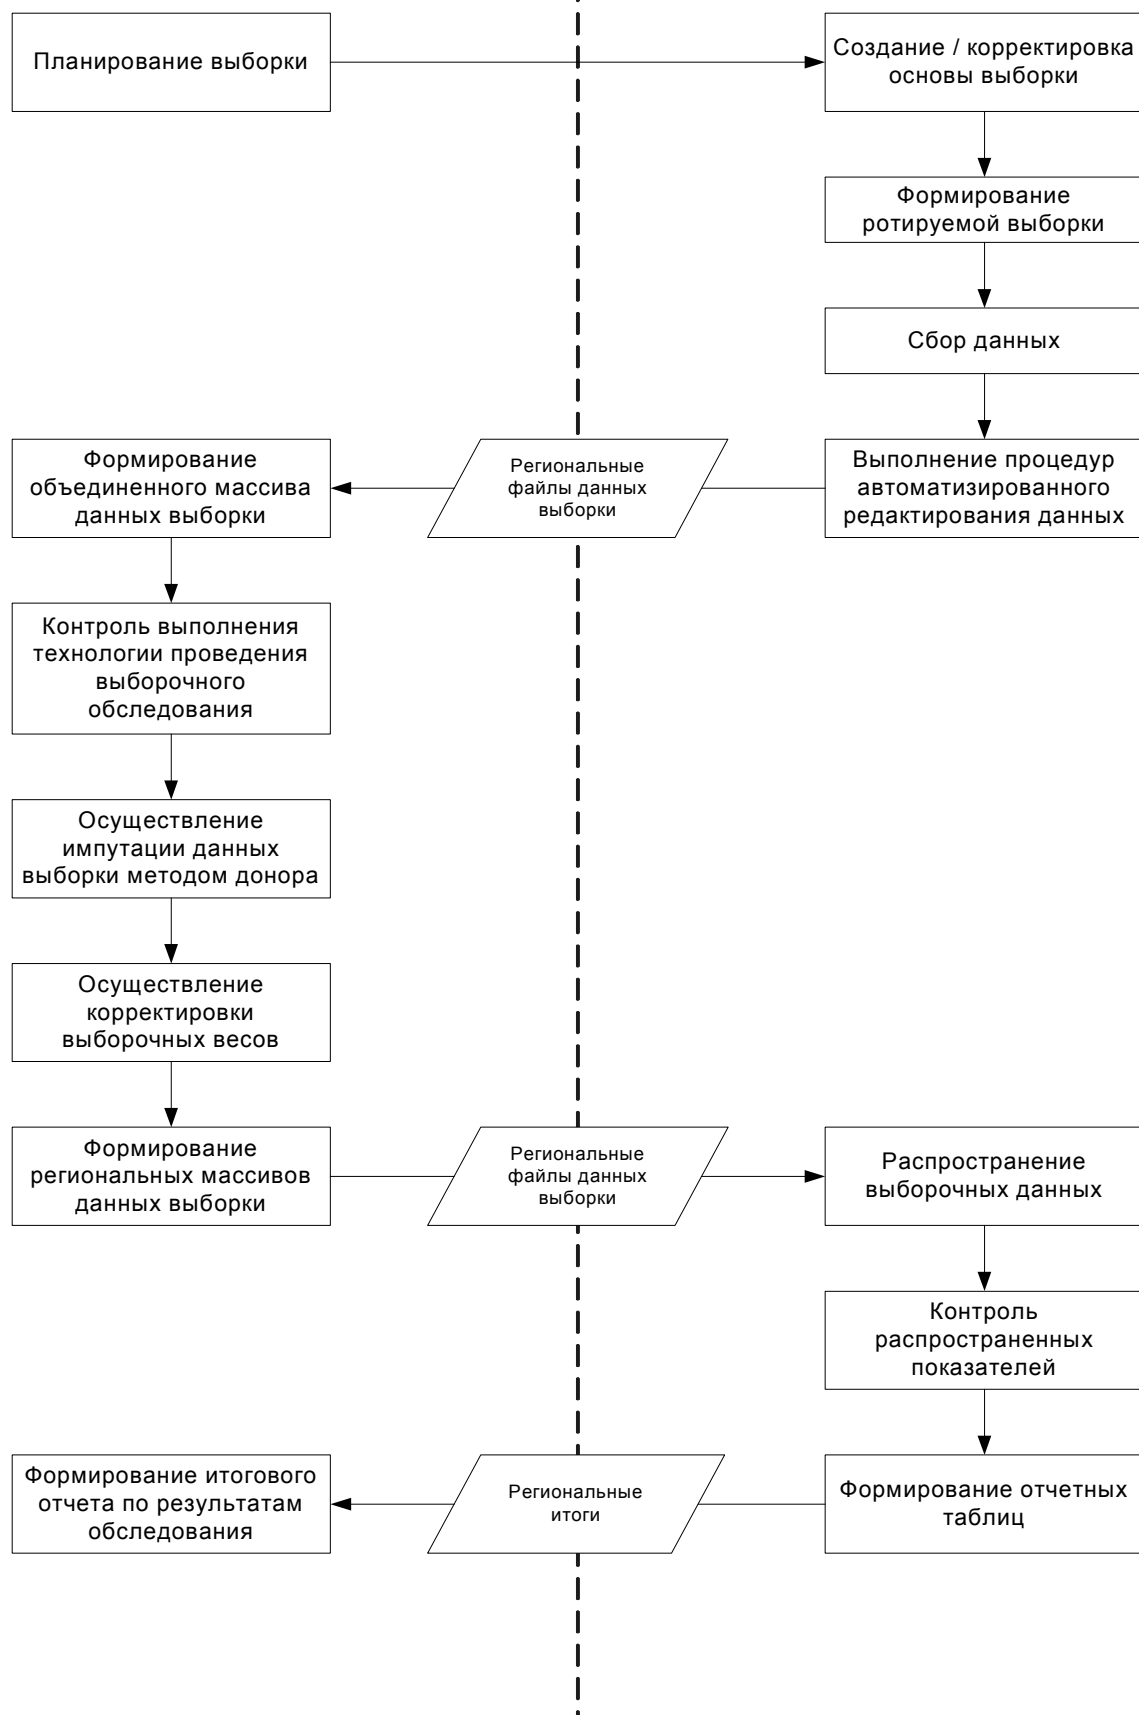 Планирование выборки
Создание / корректировка
основы выборки
Формирование
ротируемой выборки
Сбор данных
Выполнение процедур
автоматизированного
редактирования данных
Региональные
файлы данных
выборки
Формирование
объединенного массива
данных выборки
Контроль выполнения
технологии проведения
выборочного
обследования
Осуществление
импутации данных
выборки методом донора
Осуществление
корректировки
выборочных весов
Формирование
региональных массивов
данных выборки
Региональные
файлы данных
выборки
Распространение
выборочных данных
Контроль
распространенных
показателей
Формирование отчетных
таблиц
Региональные
итоги
Формирование итогового
отчета по результатам
обследования